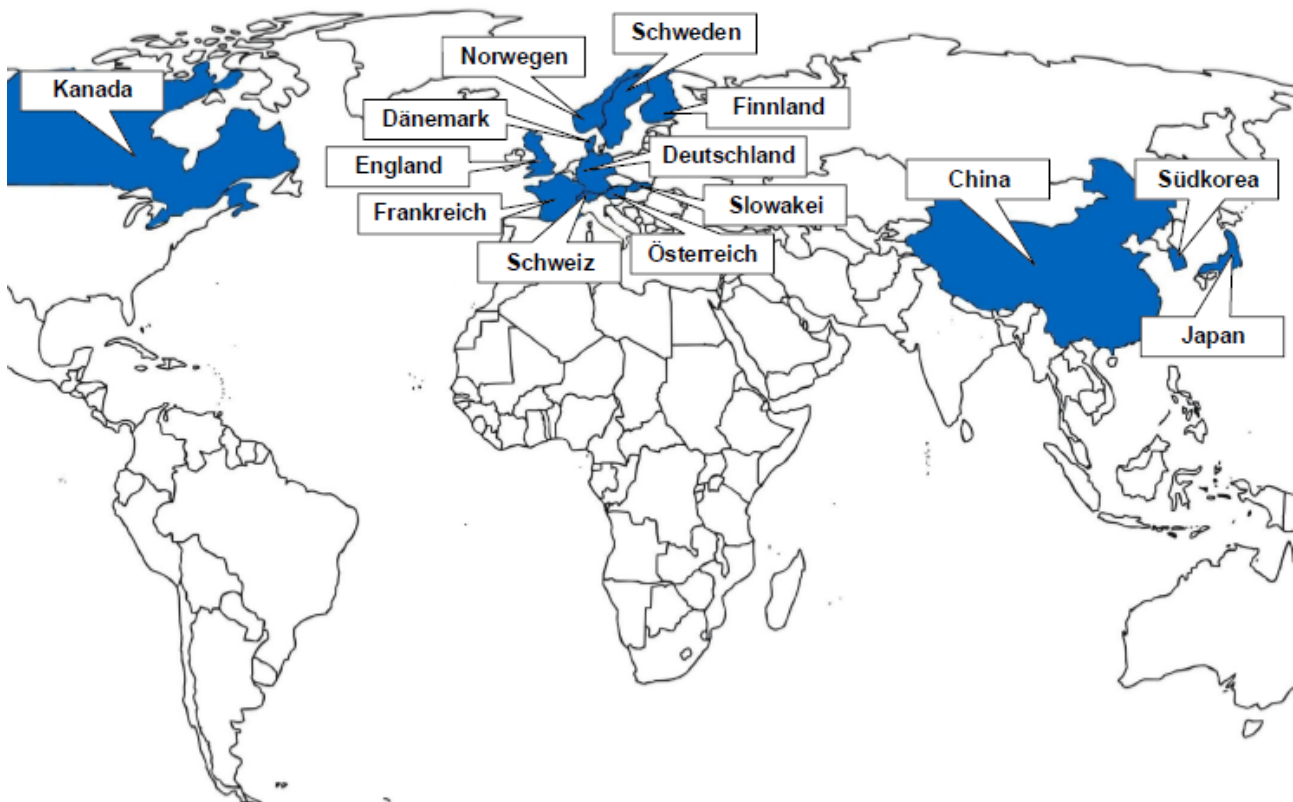 Schweden
Norwegen
Kanada
Finnland
Dänemark
England
Deutschland
China
Südkorea
Frankreich
Slowakei
Schweiz
Österreich
Japan